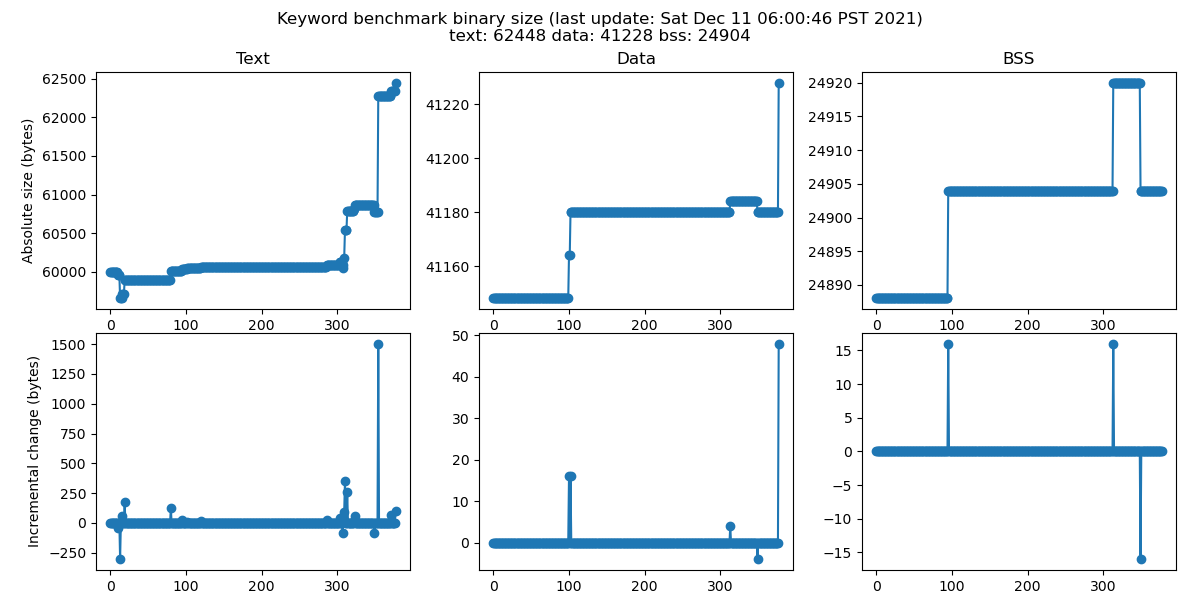 Keyword benchmark binary size (last update: Sat Dec 11 06:00:46 PST 2021)
text: 62448 data: 41228 bss: 24904
Text
Data
BSS
Absolute size (bytes)
62500
62000
61500
61000
60500
60000
0 100 200 300
41220
41200
41180
41160
0 100 200 300
24920
24915
24910
24905
24900
24895
24890
0 100 200 300
Incremental change (bytes)
1500
1250
1000
750
500
250
0
−250
0 100 200 300
50
40
30
20
10
0
0 100 200 300
15
10
5
0
−5
−10
−15
0 100 200 300